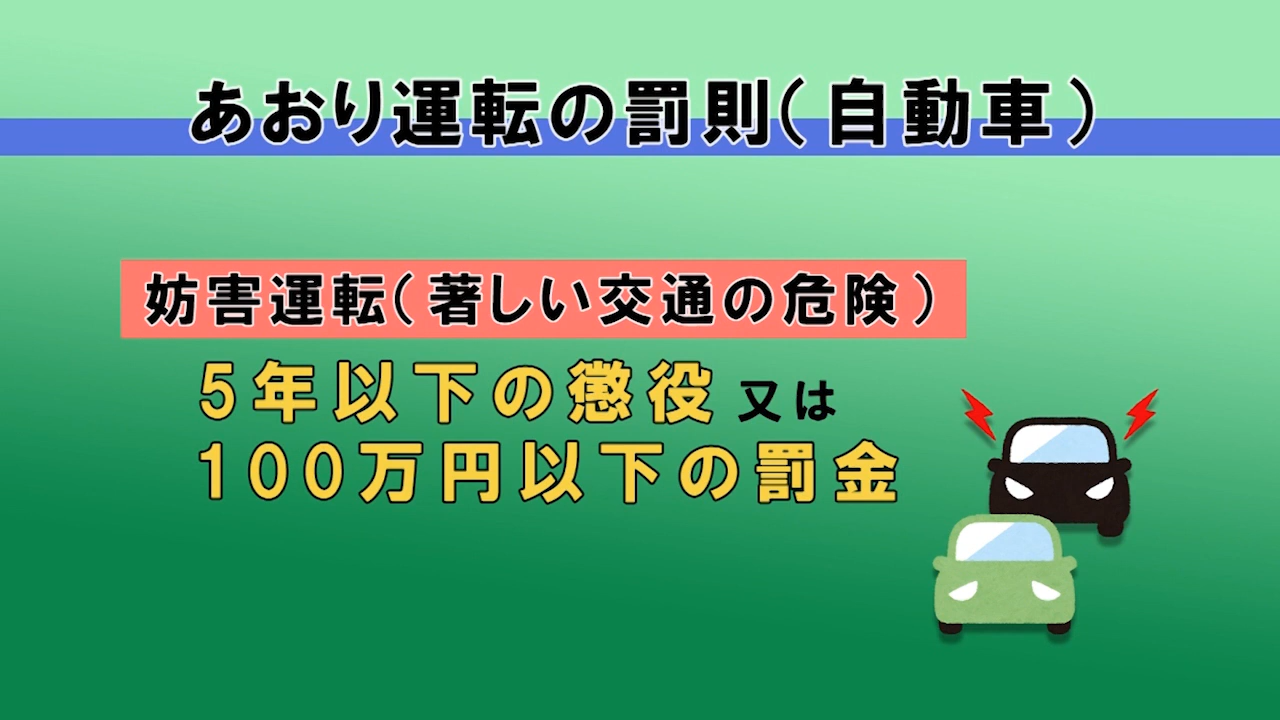 あおり運転の罰則(自動車)
妨害運転(著しい交通の危険)
5年以下の懲役 又は
100万円以下の罰金